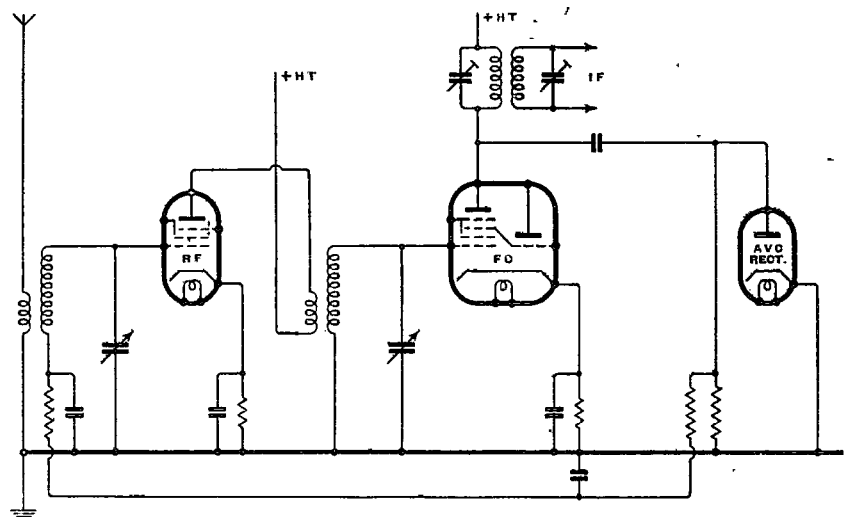 +HT
+HT
IF
RF
FC
AVC
RECT.